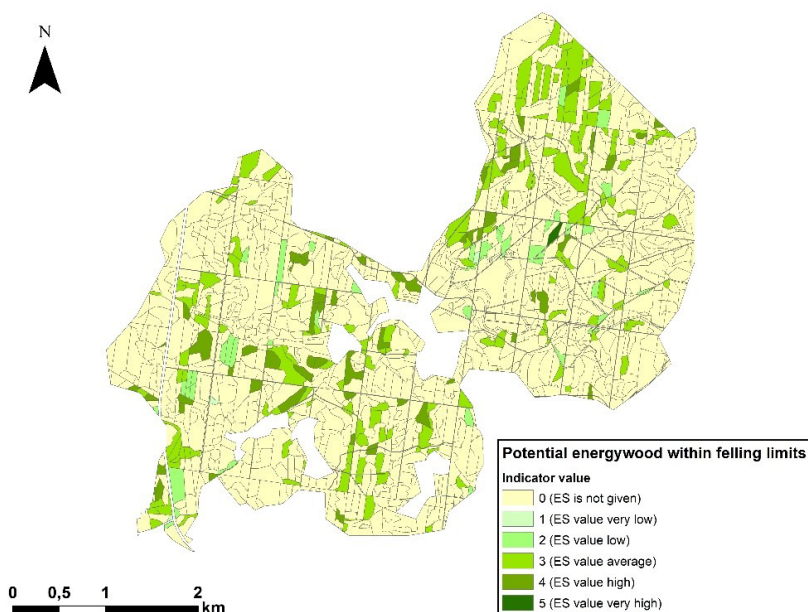 N
Potential energywood within felling limits
Indicator value
0 (ES is not given)
1 (ES value very low)
2 (ES value low)
3 (ES value average)
4 (ES value high)
5 (ES value very high)
0 0,5 1 2
km